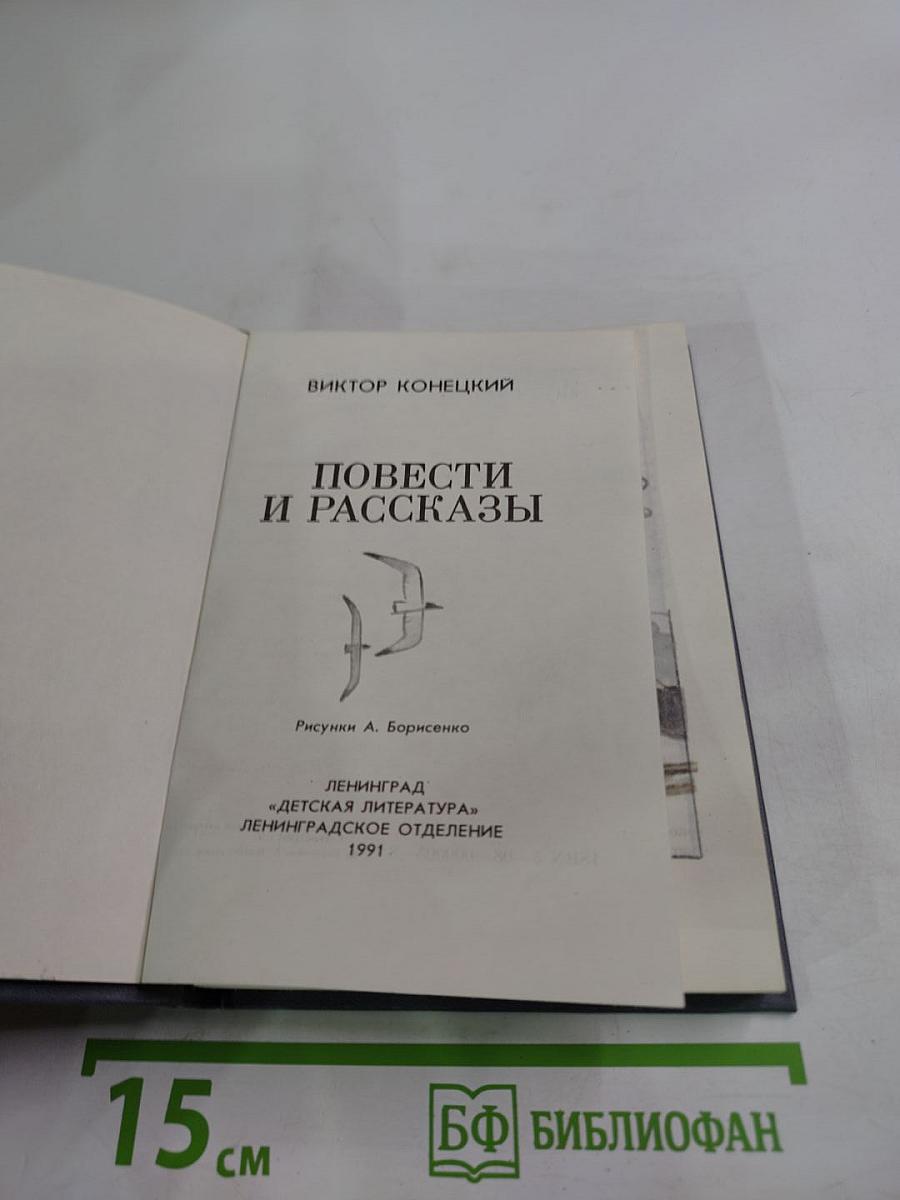 ВИКТОР КОНЕЦКИЙ
ПОВЕСТИ
И РАССКАЗЫ
Рисунки А. Борисенко
ЛЕНИНГРАД
«ДЕТСКАЯ ЛИТЕРАТУРА»
ЛЕНИНГРАДСКОЕ ОТДЕЛЕНИЕ
1991
15 см
БФ БИБЛИОФАН